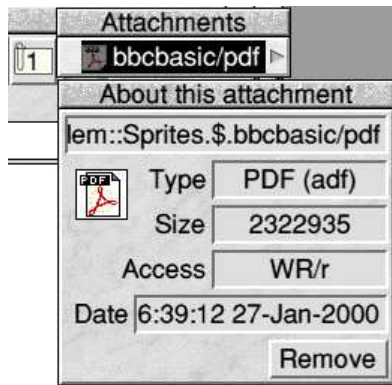 Attachments
1
bbcbasic/pdf
About this attachment
lem::Sprites.$.bbcbasic/pdf
PDF
Type PDF (adf)
Size 2322935
Access WR/r
Date 6:39:12 27-Jan-2000
Remove